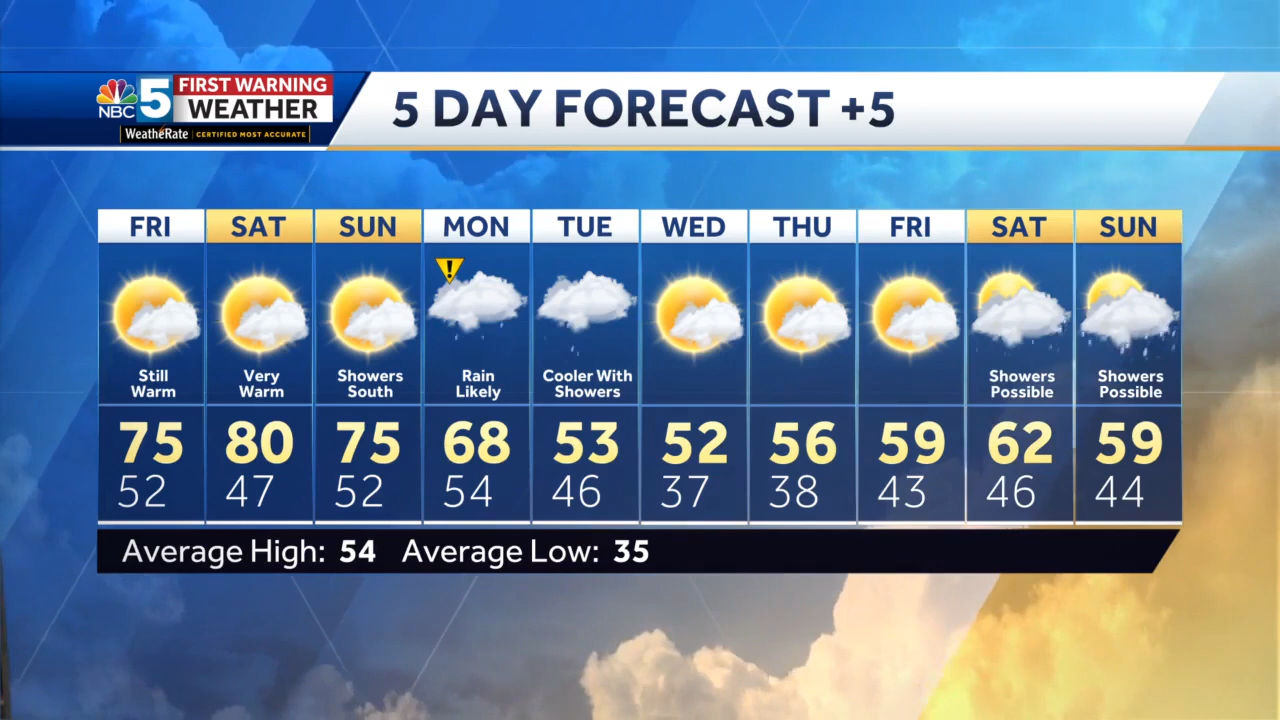 NBC 5 FIRST WARNING
WEATHER
WeatheRate CERTIFIED MOST ACCURATE
5 DAY FORECAST +5
FRI SAT SUN MON TUE WED THU FRI SAT SUN
!
Still Very Showers Rain Cooler With Showers Showers
Warm Warm South Likely Showers Possible Possible
75 80 75 68 53 52 56 59 62 59
52 47 52 54 46 37 38 43 46 44
Average High: 54 Average Low: 35